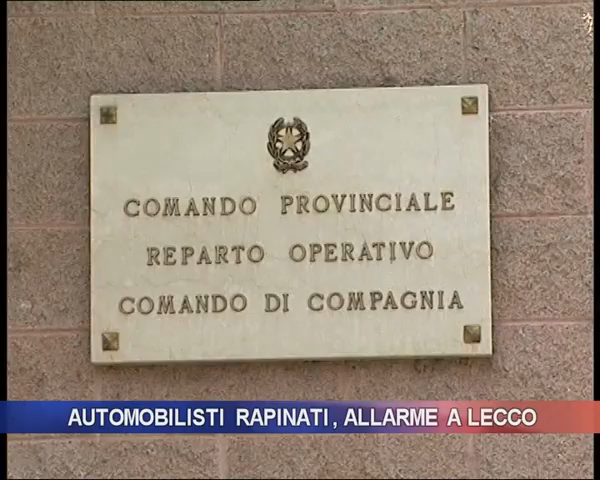 COMANDO PROVINCIALE
REPARTO OPERATIVO
COMANDO DI COMPAGNIA
AUTOMOBILISTI RAPINATI, ALLARME A LECCO